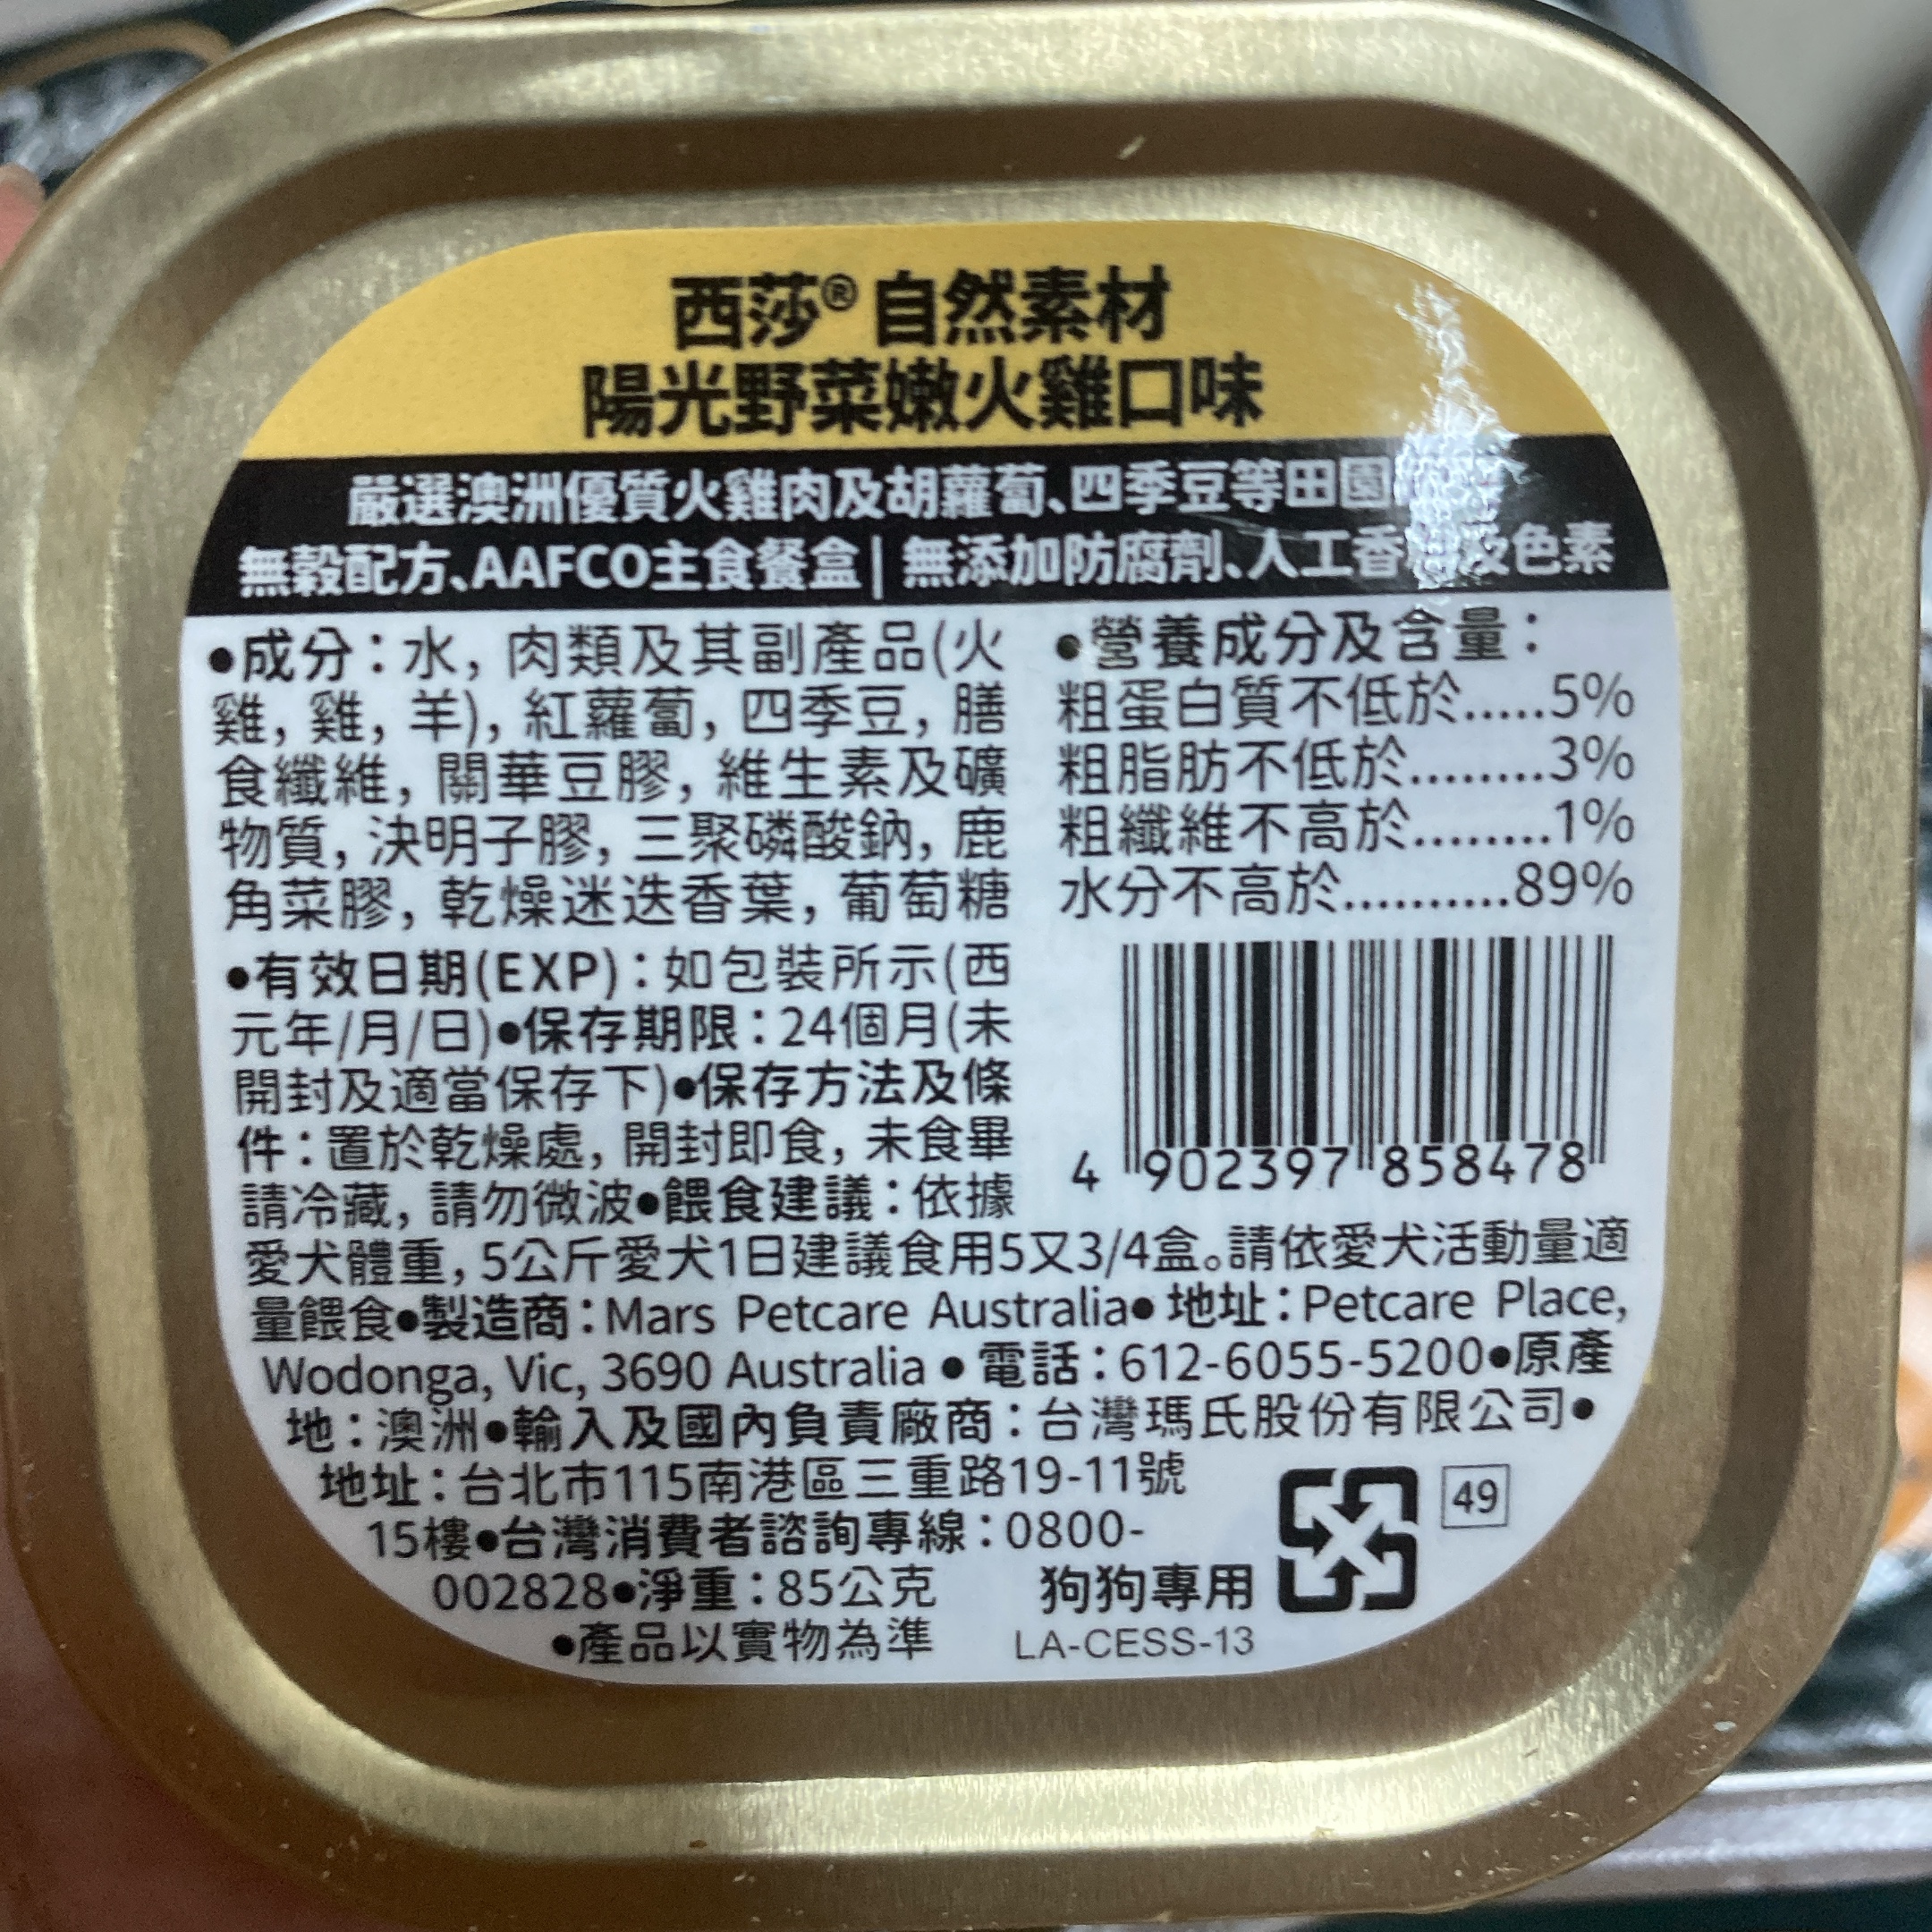 西莎® 自然素材
陽光野菜嫩火雞口味
嚴選澳洲優質火雞肉及胡蘿蔔、四季豆等田園
無穀配方、AAFCO主食餐盒| 無添加防腐劑、人工香料及色素
•成分：水, 肉類及其副產品(火
雞, 雞, 羊), 紅蘿蔔, 四季豆, 膳
食纖維, 關華豆膠, 維生素及礦
物質, 決明子膠, 三聚磷酸鈉, 鹿
角菜膠, 乾燥迷迭香葉, 葡萄糖
•營養成分及含量：
粗蛋白質不低於.....5%
粗脂肪不低於........3%
粗纖維不高於........1%
水分不高於..........89%
•有效日期(EXP)：如包裝所示(西
元年/月/日)•保存期限：24個月(未
開封及適當保存下)•保存方法及條
件：置於乾燥處, 開封即食, 未食畢
請冷藏, 請勿微波•餵食建議：依據
愛犬體重, 5公斤愛犬1日建議食用5又3/4盒。請依愛犬活動量適
量餵食•製造商：Mars Petcare Australia• 地址：Petcare Place,
Wodonga, Vic, 3690 Australia • 電話：612-6055-5200•原產
地：澳洲•輸入及國內負責廠商：台灣瑪氏股份有限公司•
地址：台北市115南港區三重路19-11號
15樓•台灣消費者諮詢專線：0800-
002828•淨重：85公克
•產品以實物為準
4 902397 858478
49
狗狗專用
LA-CESS-13